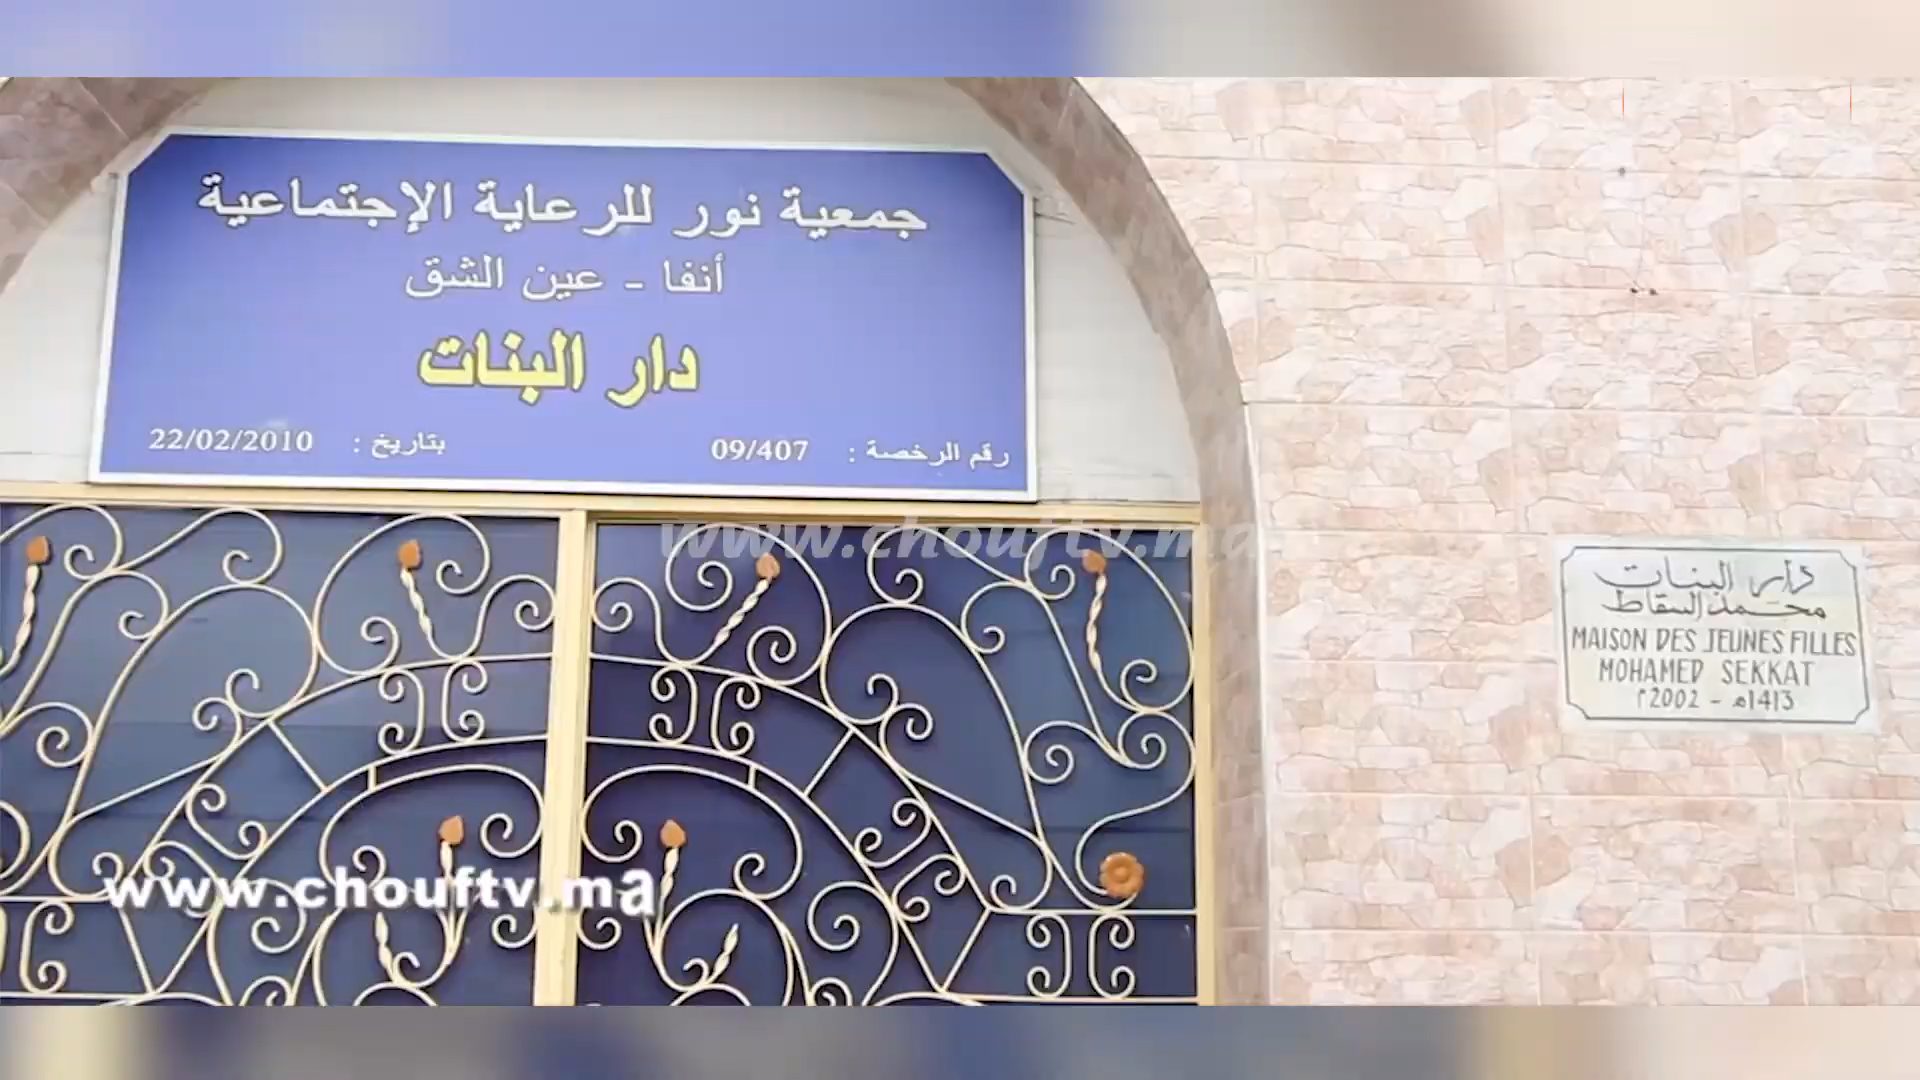 جمعية نور للرعاية الإجتماعية
أنفا - عين الشق
دار البنات
رقم الرخصة : 09/407 بتاريخ : 22/02/2010
www.chouftv.ma
دار البنات
محمد السقاط
MAISON DES JEUNES FILLES
MOHAMED SEKKAT
1413هـ - 2002م
www.chouftv.ma